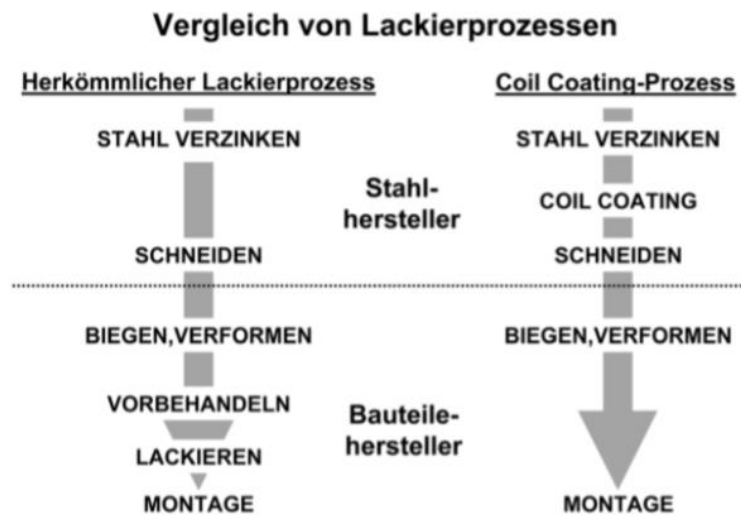 Vergleich von Lackierprozessen
Herkömmlicher Lackierprozess
Coil Coating-Prozess
STAHL VERZINKEN
STAHL VERZINKEN
Stahl-
hersteller
COIL COATING
SCHNEIDEN
SCHNEIDEN
BIEGEN,VERFORMEN
BIEGEN,VERFORMEN
VORBEHANDELN
Bauteile-
hersteller
LACKIEREN
MONTAGE
MONTAGE